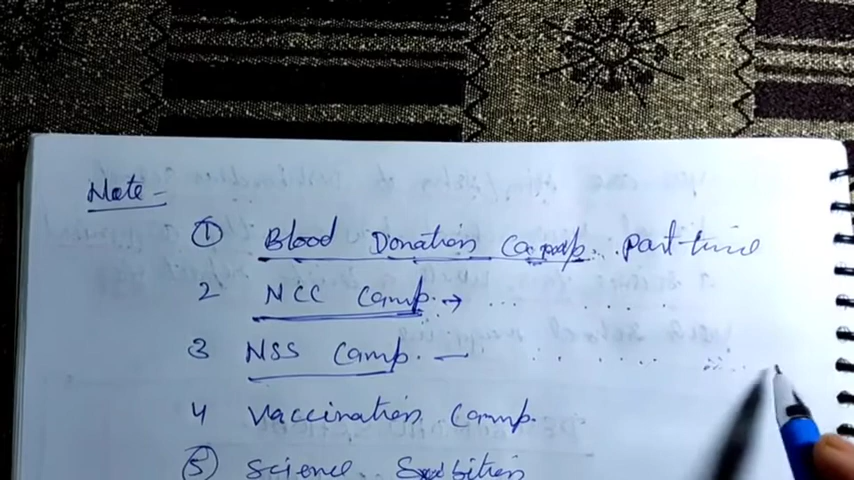 Note -
① Blood Donation Camp.. Part-time
2 NCC Camp. → ... . . . .
3 NSS Camp. — . . . . . .
4 Vaccination Camp.
⑤ Science..